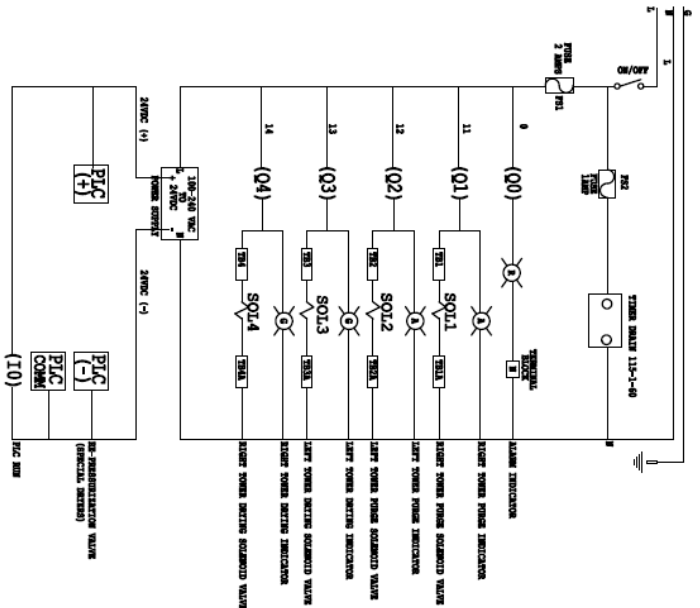 G
N
L
L
ON/OFF
FUSE
2 AMPS
FS1
FS2
FUSE
1AMP
TIMER DRAIN 115-1-60
N
0
(Q0)
R
N
TERMINAL
BLOCK
ALARM INDICATOR
11
(Q1)
A
RIGHT TOWER PURGE INDICATOR
TB1
SOL1
TB1A
RIGHT TOWER PURGE SOLENOID VALVE
12
(Q2)
A
LEFT TOWER PURGE INDICATOR
TB2
SOL2
TB2A
LEFT TOWER PURGE SOLENOID VALVE
13
(Q3)
G
LEFT TOWER DRYING INDICATOR
TB3
SOL3
TB3A
LEFT TOWER DRYING SOLENOID VALVE
14
(Q4)
G
RIGHT TOWER DRYING INDICATOR
TB4
SOL4
TB4A
RIGHT TOWER DRYING SOLENOID VALVE
L
N
100-240 VAC
TO
24VDC
POWER SUPPLY
+
-
24VDC (+)
24VDC (-)
PLC
(+)
PLC
(-)
RE-PRESSURIZATION VALVE
(SPECIAL DRYERS)
PLC
COMM
(I0)
PLC RUN